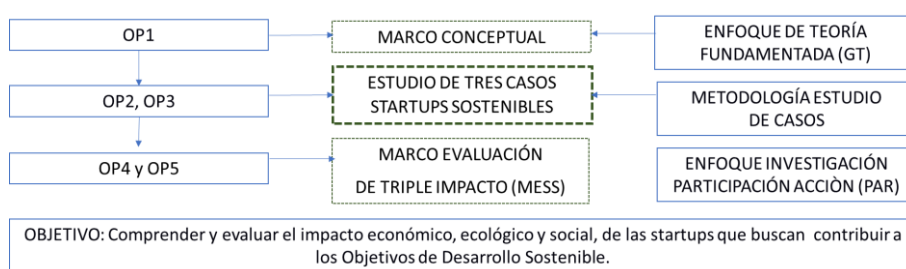 OP1
MARCO CONCEPTUAL
ENFOQUE DE TEORÍA
FUNDAMENTADA (GT)
OP2, OP3
ESTUDIO DE TRES CASOS
STARTUPS SOSTENIBLES
METODOLOGÍA ESTUDIO
DE CASOS
OP4 y OP5
MARCO EVALUACIÓN
DE TRIPLE IMPACTO (MESS)
ENFOQUE INVESTIGACIÓN
PARTICIPACIÓN ACCIÒN (PAR)
OBJETIVO: Comprender y evaluar el impacto económico, ecológico y social, de las startups que buscan contribuir a
los Objetivos de Desarrollo Sostenible.